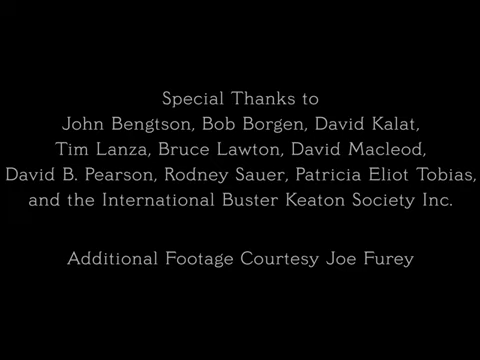 Special Thanks to
John Bengtson, Bob Borgen, David Kalat,
Tim Lanza, Bruce Lawton, David Macleod,
David B. Pearson, Rodney Sauer, Patricia Eliot Tobias,
and the International Buster Keaton Society Inc.
Additional Footage Courtesy Joe Furey